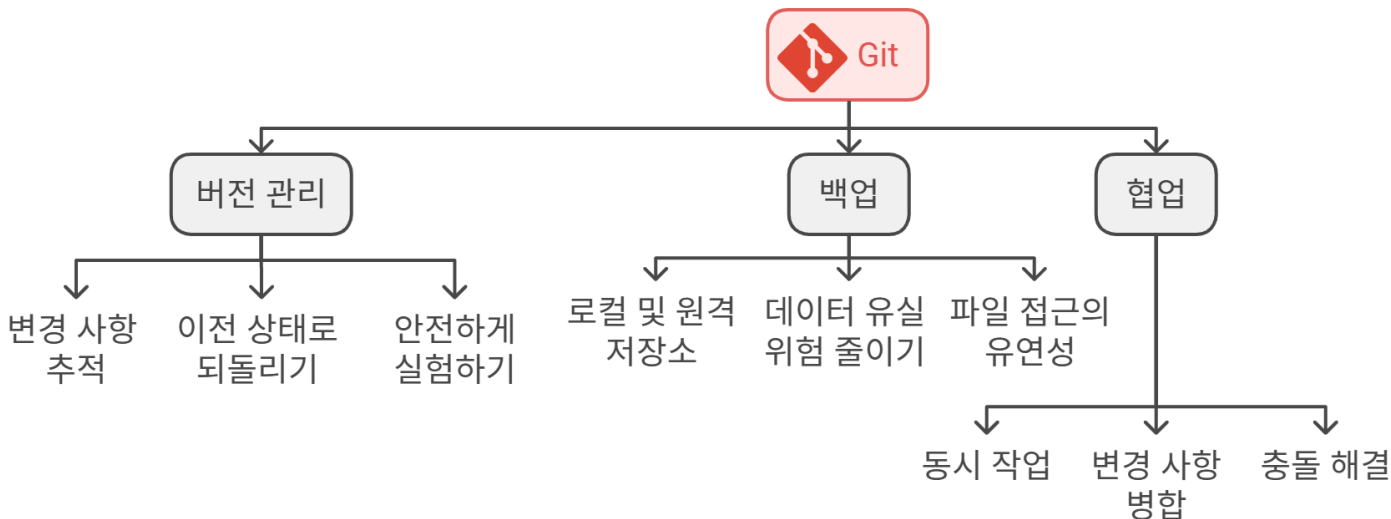 Git
버전 관리
백업
협업
변경 사항
추적
이전 상태로
되돌리기
안전하게
실험하기
로컬 및 원격
저장소
데이터 유실
위험 줄이기
파일 접근의
유연성
동시 작업
변경 사항
병합
충돌 해결